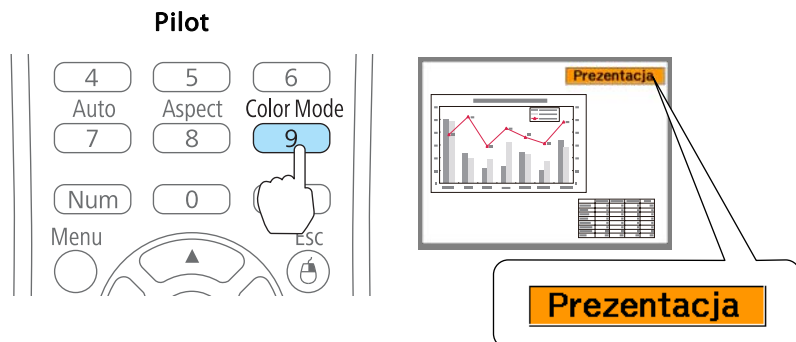 Pilot
4 5 6
Auto Aspect Color Mode
7 8 9
Num 0
Menu Esc
Prezentacja
Prezentacja